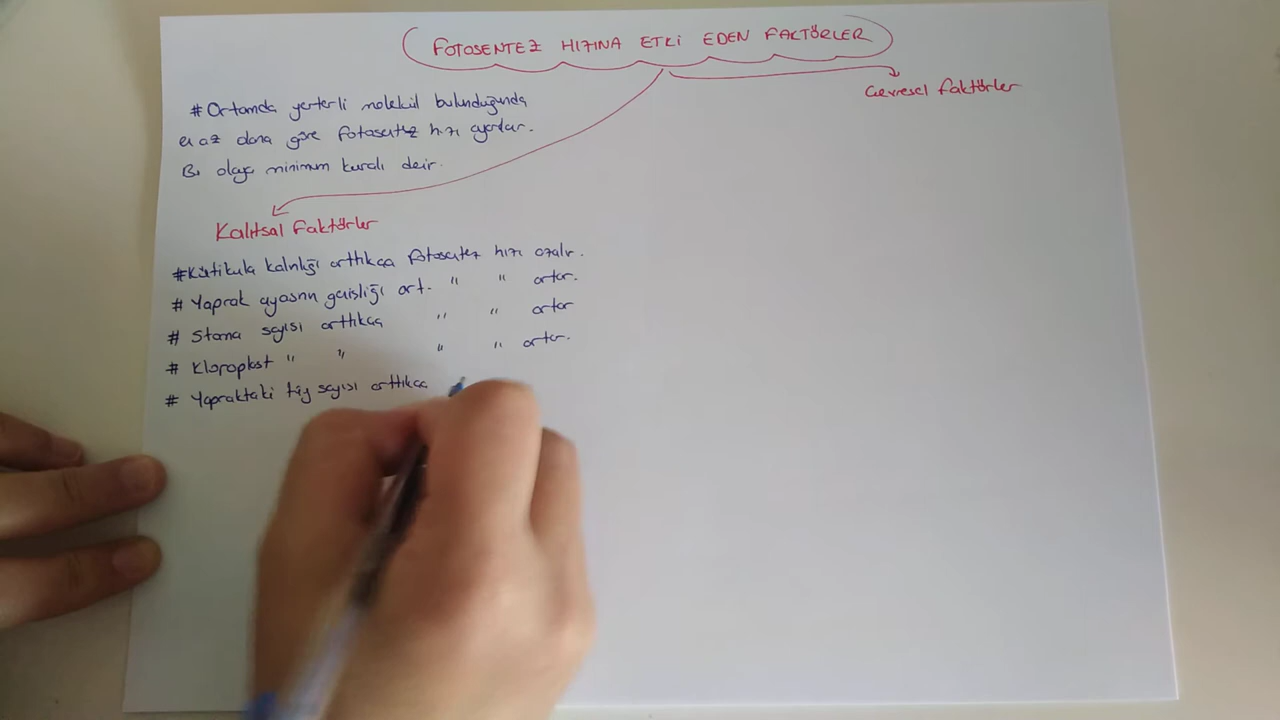 FOTOSENTEZ HIZINA ETKİ EDEN FAKTÖRLER
Çevresel Faktörler
# Ortamda yeterli molekül bulunduğunda
en az olana göre fotosentez hızı ayarlar.
Bu olaya minimum kuralı denir.
Kalıtsal Faktörler
# Kütikula kalınlığı arttıkça fotosentez hızı azalır.
# Yaprak ayasının genişliği art. " " artar.
# Stoma sayısı arttıkça " " artar
# Kloroplast " " " " artar.
# Yapraktaki tüy sayısı arttıkça